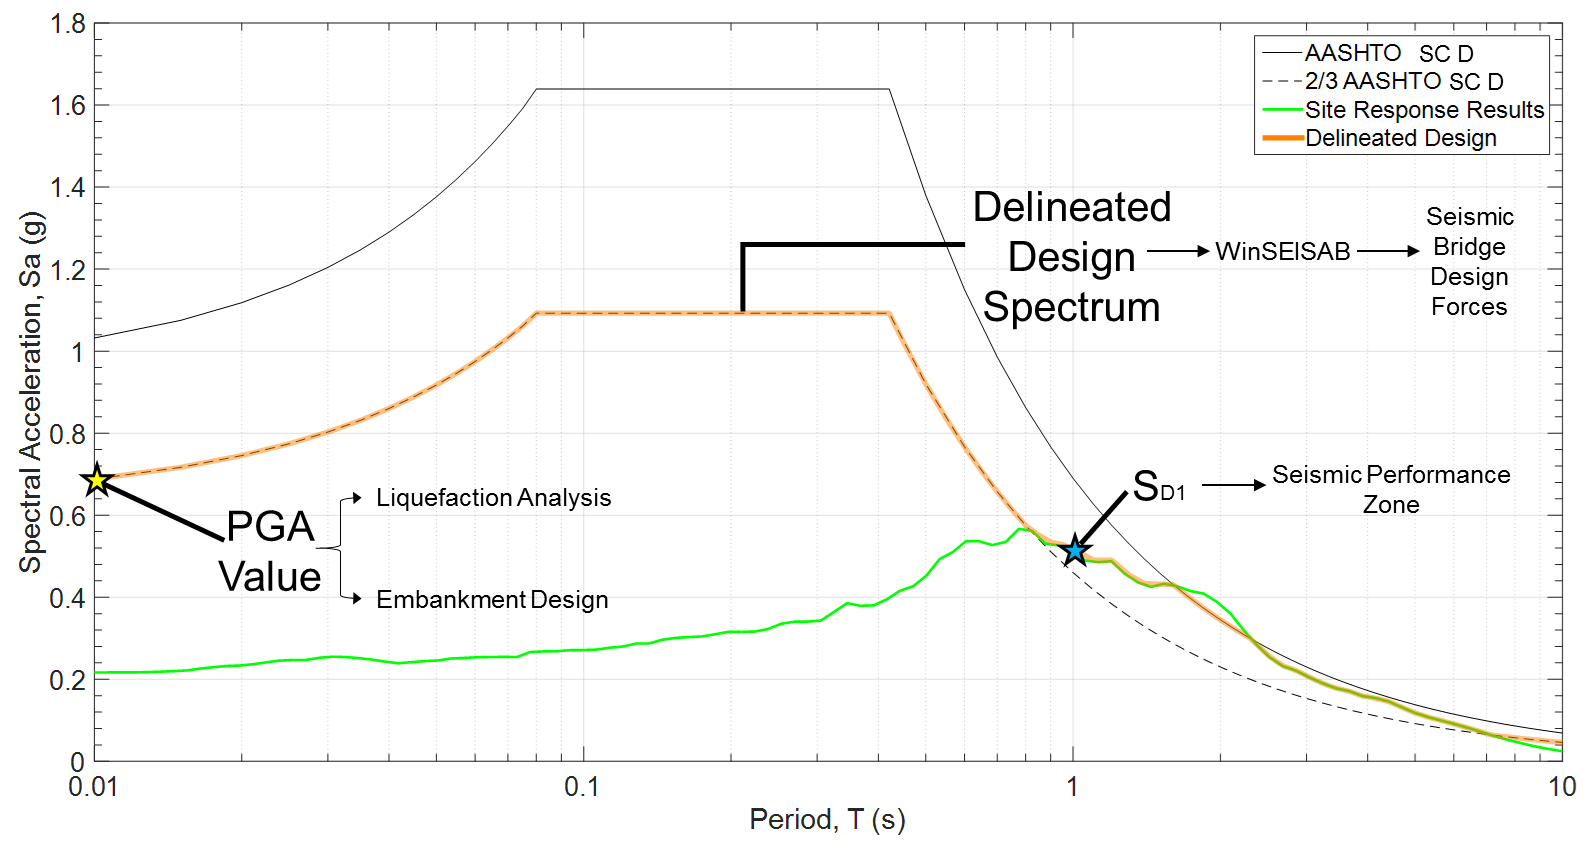 1.8
1.6
1.4
1.2
1
0.8
0.6
0.4
0.2
0
Spectral Acceleration, Sa (g)
0.01
0.1
1
10
Period, T (s)
AASHTO SC D
2/3 AASHTO SC D
Site Response Results
Delineated Design
Delineated
Design
Spectrum
WinSEISAB
Seismic
Bridge
Design
Forces
PGA
Value
Liquefaction Analysis
Embankment Design
SD1
Seismic Performance
Zone